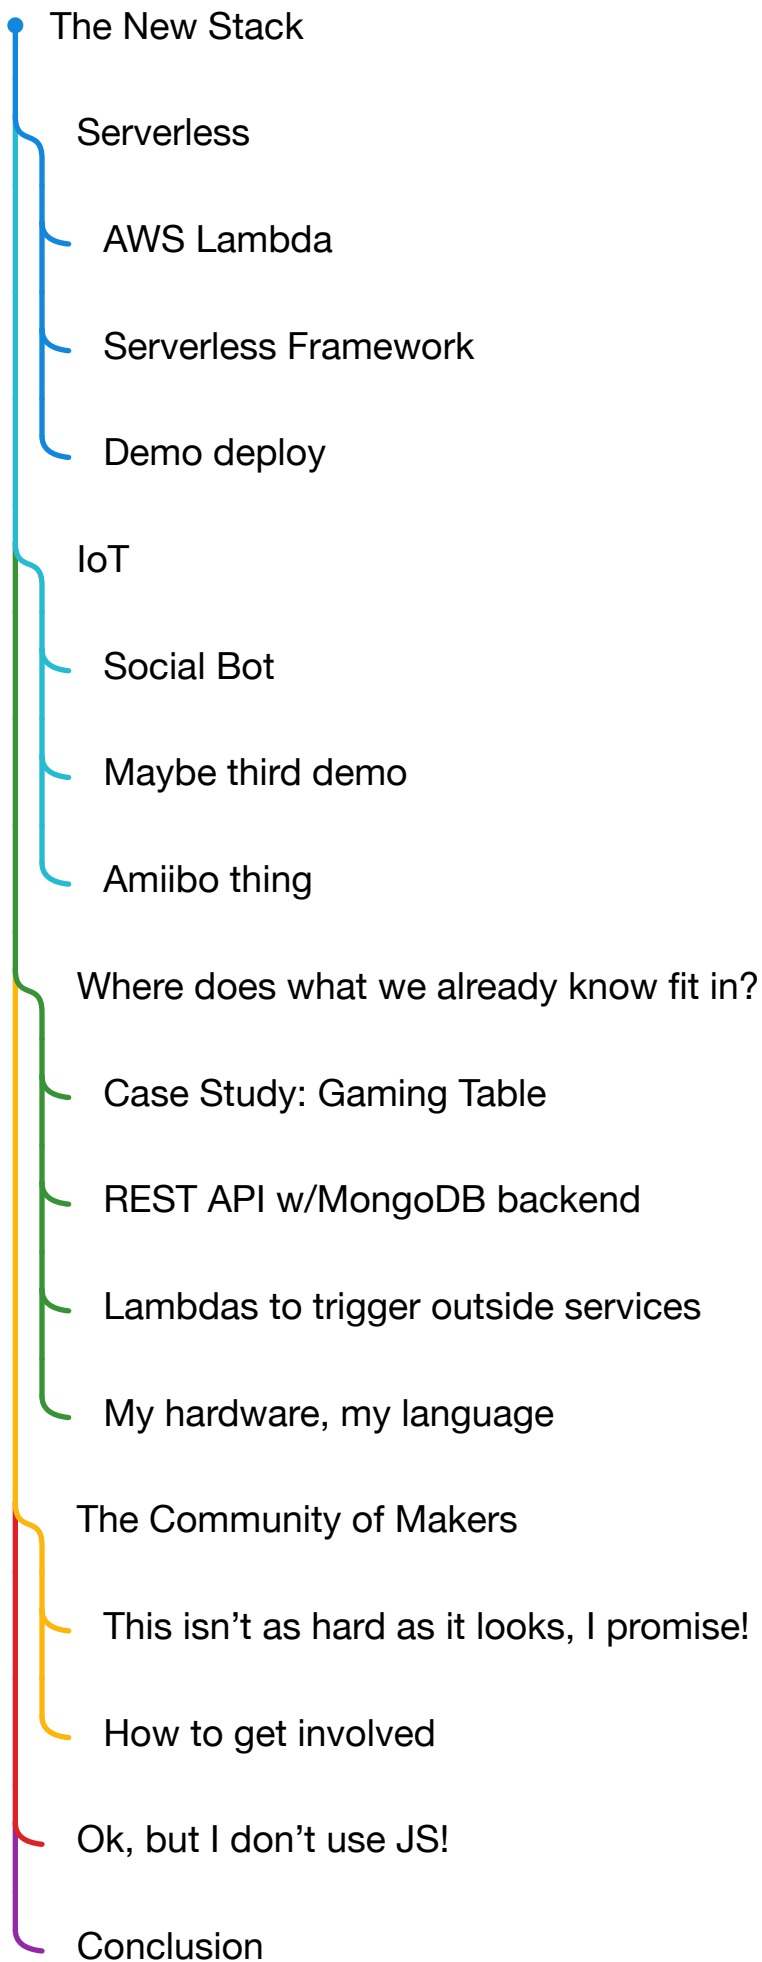 The New Stack
Serverless
AWS Lambda
Serverless Framework
Demo deploy
IoT
Social Bot
Maybe third demo
Amiibo thing
Where does what we already know fit in?
Case Study: Gaming Table
REST API w/MongoDB backend
Lambdas to trigger outside services
My hardware, my language
The Community of Makers
This isn’t as hard as it looks, I promise!
How to get involved
Ok, but I don’t use JS!
Conclusion